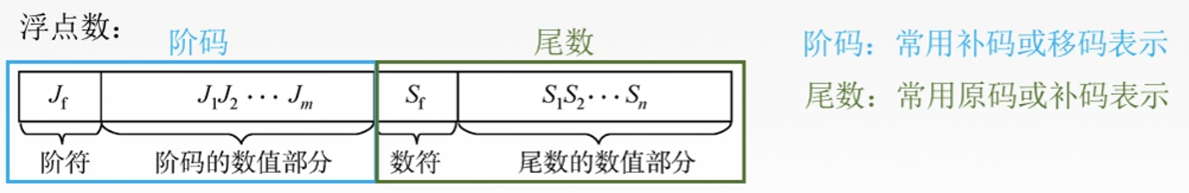 浮点数：
阶码 尾数
阶码：常用补码或移码表示
J_f J_1J_2 ··· J_m S_f S_1S_2···S_n
尾数：常用原码或补码表示
阶符 阶码的数值部分 数符 尾数的数值部分